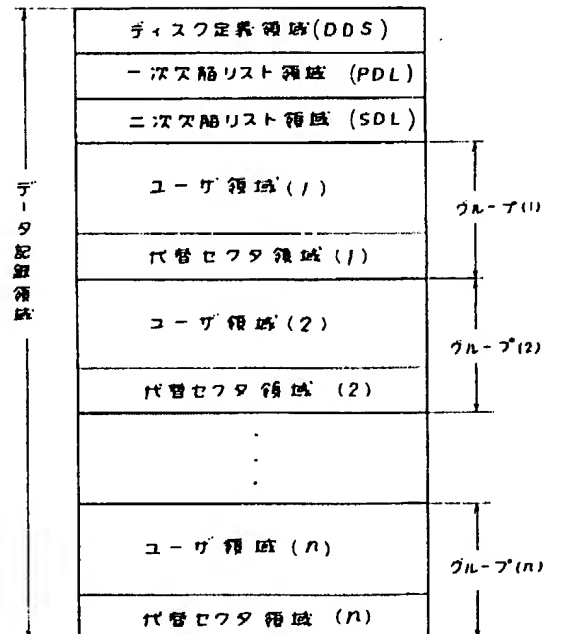 ディスク定義領域(DDS)
一次欠陥リスト領域 (PDL)
二次欠陥リスト領域 (SDL)
ユーザ領域(1)
代替セクタ領域(1)
グループ(1)
データ記録領域
ユーザ領域(2)
代替セクタ領域 (2)
グループ(2)
・
・
・
ユーザ領域(n)
代替セクタ領域 (n)
グループ(n)